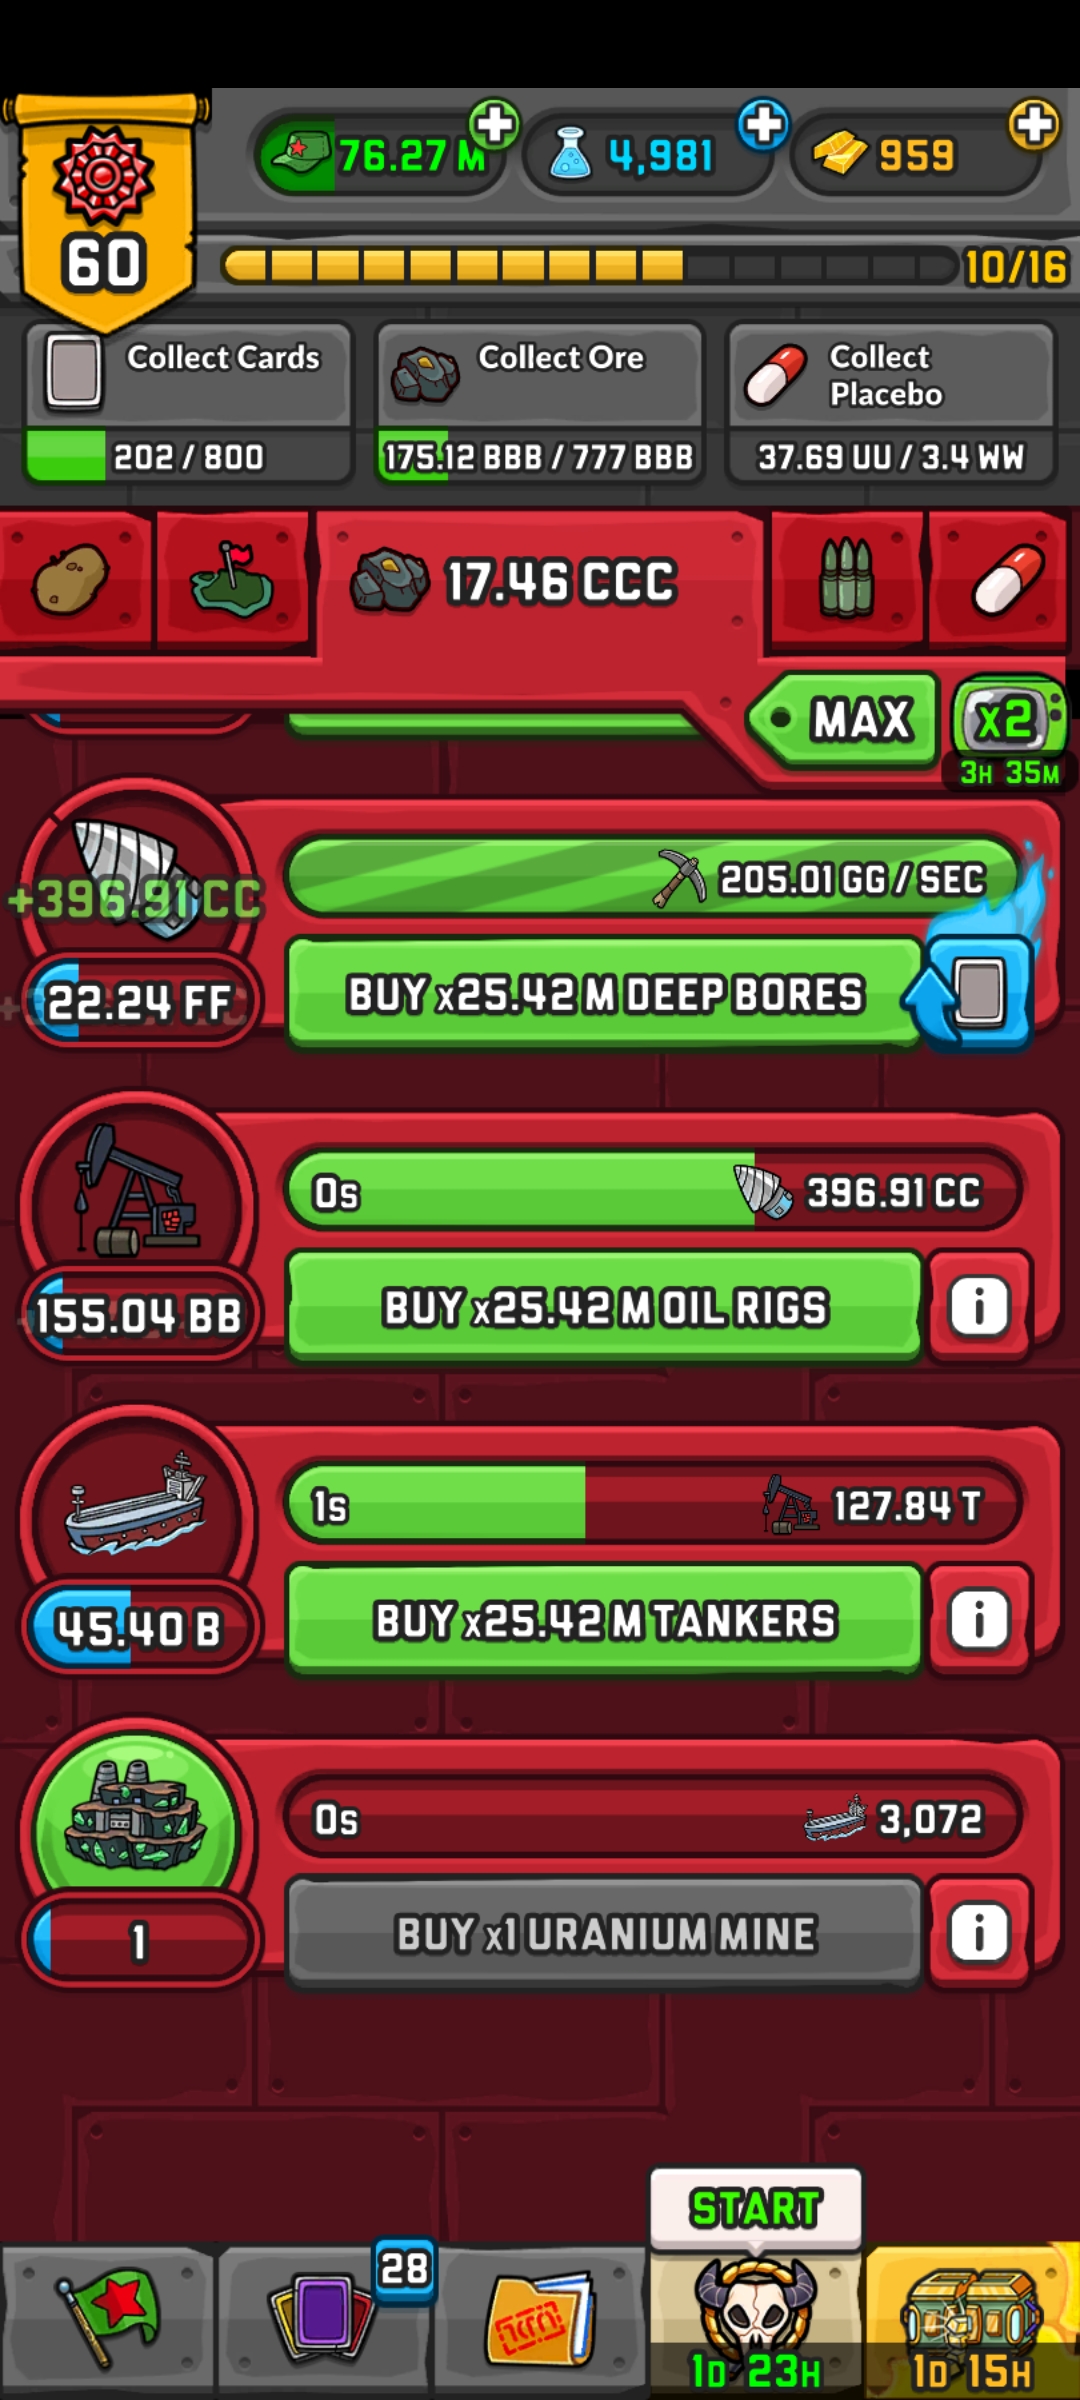 76.27 M
4,981
959
60
10/16
Collect Cards
202 / 800
Collect Ore
175.12 BBB / 777 BBB
Collect
Placebo
37.69 UU / 3.4 WW
17.46 CCC
MAX
x2
3H 35M
+396.91 CC
205.01 GG / SEC
22.24 FF
BUY x25.42 M DEEP BORES
0s
396.91 CC
155.04 BB
BUY x25.42 M OIL RIGS
i
1s
127.84 T
45.40 B
BUY x25.42 M TANKERS
i
0s
3,072
1
BUY x1 URANIUM MINE
i
START
28
1D 23H
1D 15H